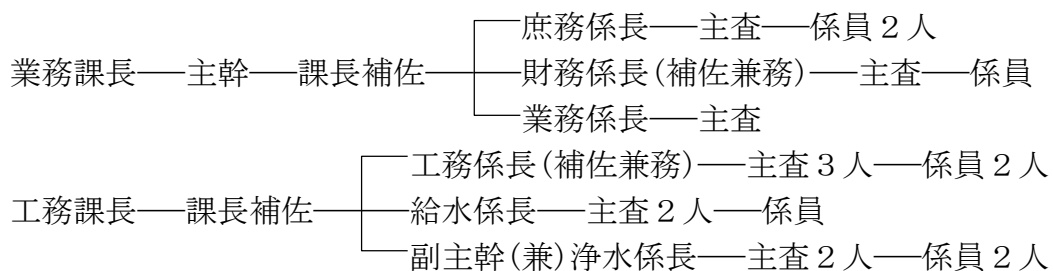 庶務係長──主査──係員２人
業務課長──主幹──課長補佐──財務係長(補佐兼務)──主査──係員
業務係長──主査
工務係長(補佐兼務)──主査３人──係員２人
工務課長──課長補佐──給水係長──主査２人──係員
副主幹(兼)浄水係長──主査２人──係員２人